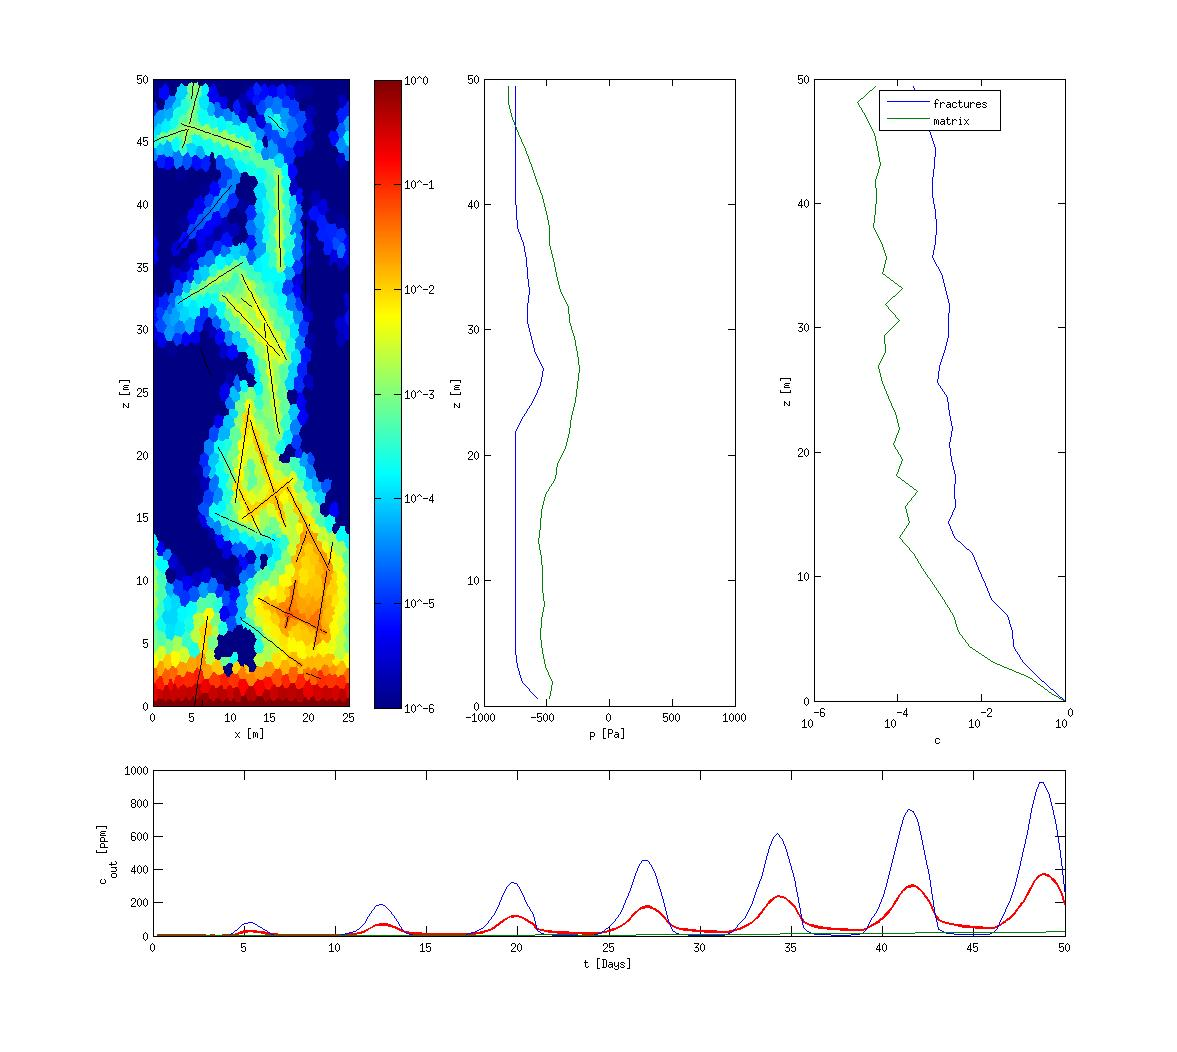 50
45
40
35
30
25
20
15
10
5
0
z [m]
0 5 10 15 20 25
x [m]
10^0
10^-1
10^-2
10^-3
10^-4
10^-5
10^-6
50
40
30
20
10
0
z [m]
-1000 -500 0 500 1000
p [Pa]
50
40
30
20
10
0
z [m]
fractures
matrix
10^-6 10^-4 10^-2 10^0
c
1000
800
600
400
200
0
c_out [ppm]
0 5 10 15 20 25 30 35 40 45 50
t [Days]